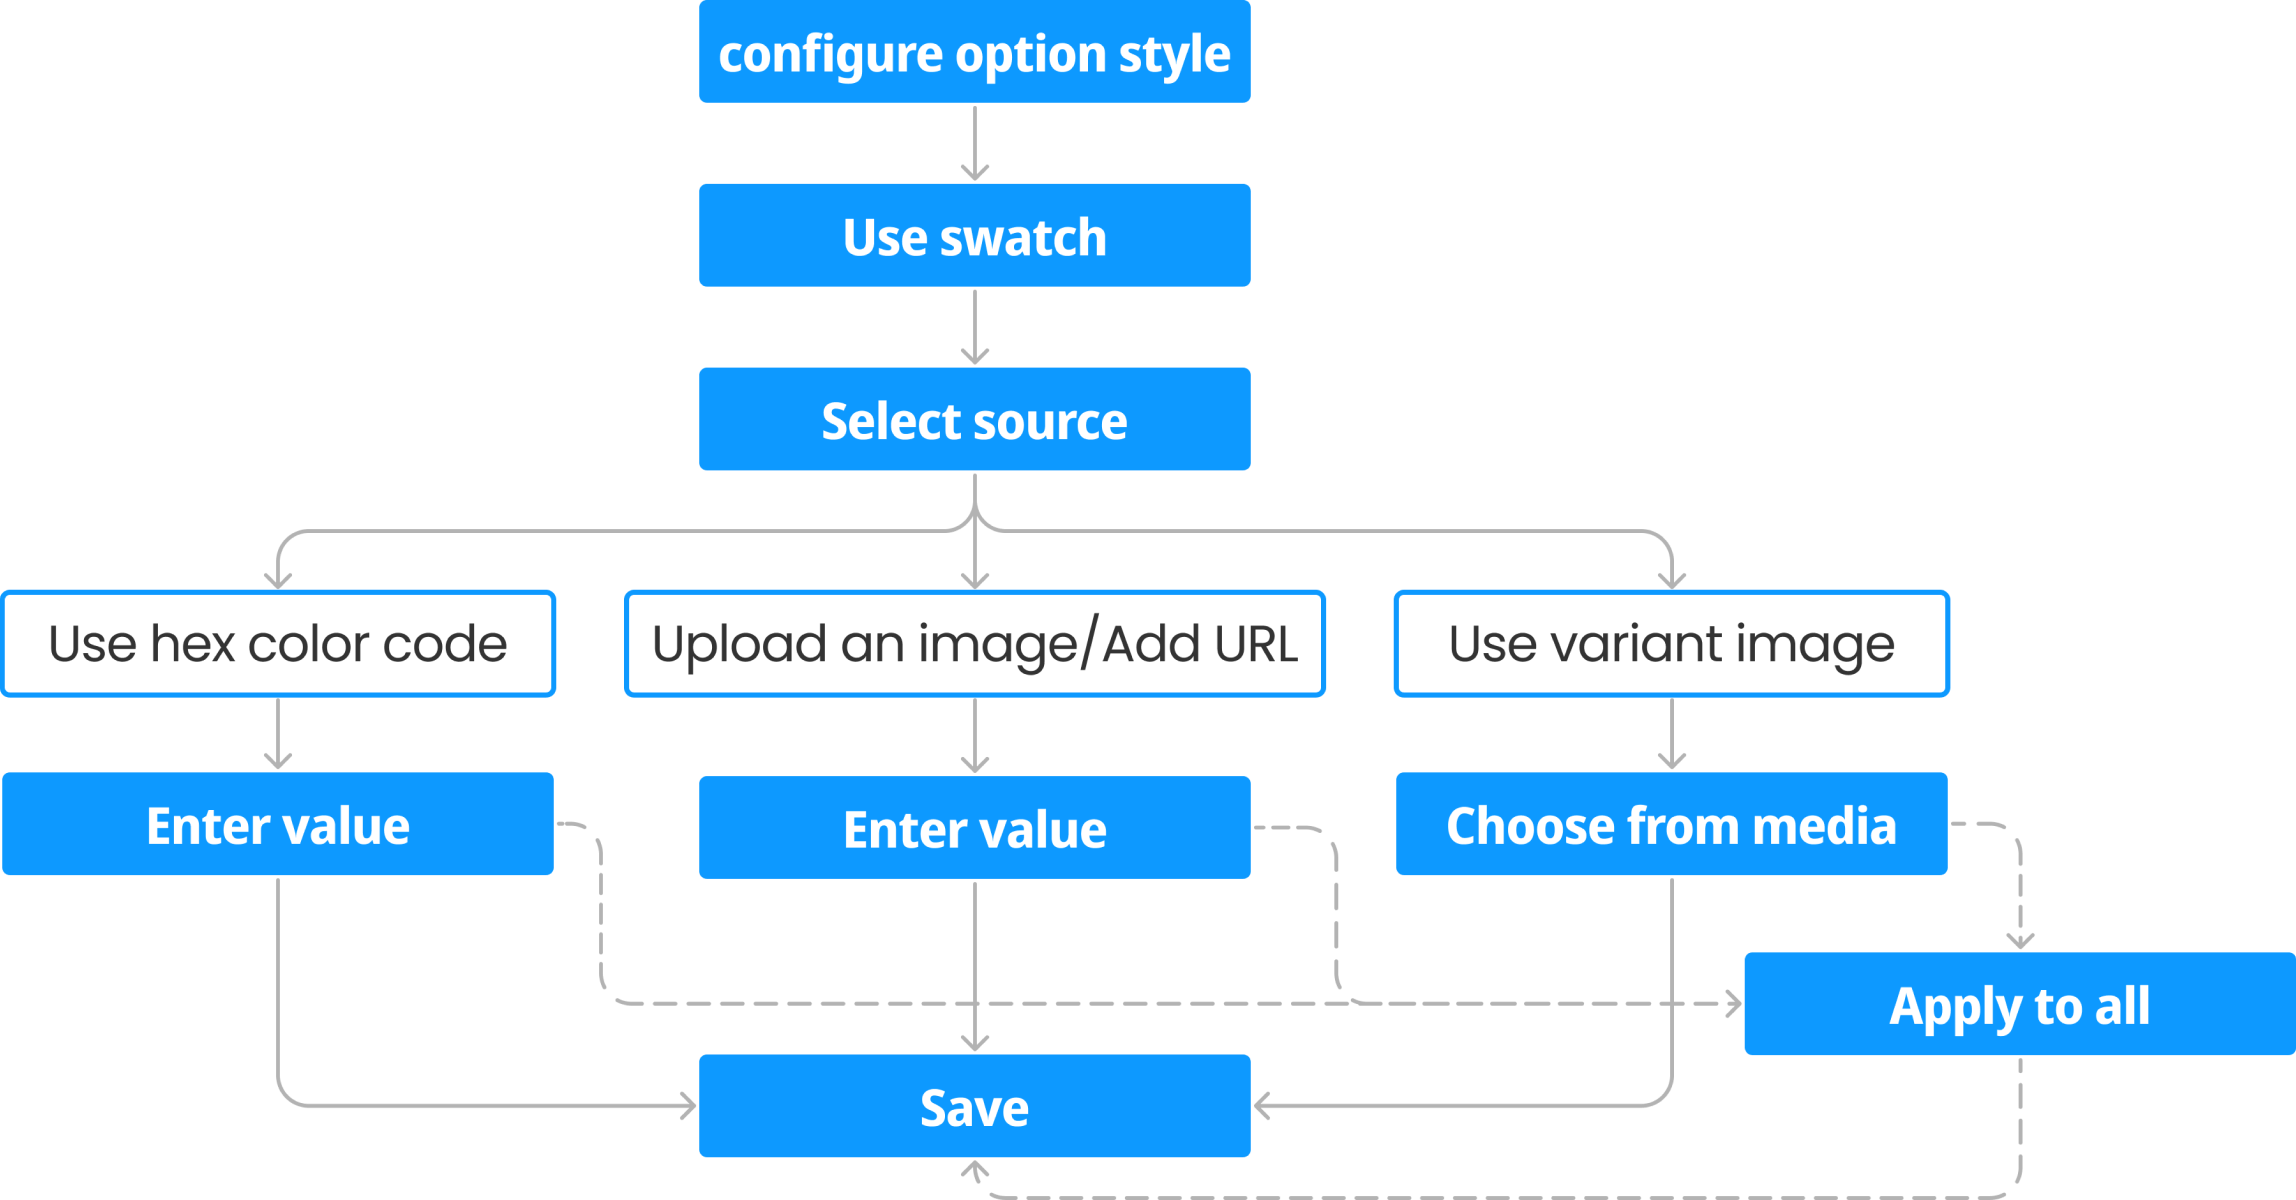 configure option style
Use swatch
Select source
Use hex color code
Upload an image/Add URL
Use variant image
Enter value
Enter value
Choose from media
Apply to all
Save